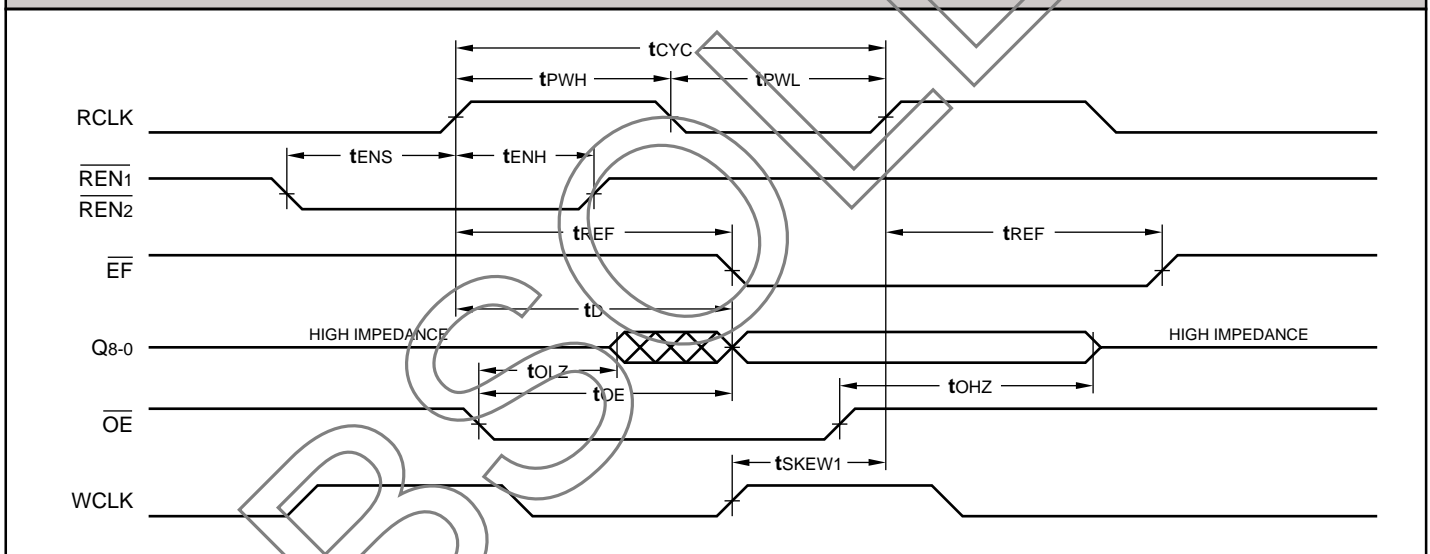 tCYC
tPWH tPWL
RCLK
tENS tENH
REN1
REN2
tREF tREF
EF
tD
HIGH IMPEDANCE HIGH IMPEDANCE
Q8-0
tOLZ
tOHZ
tOE
OE
tSKEW1
WCLK